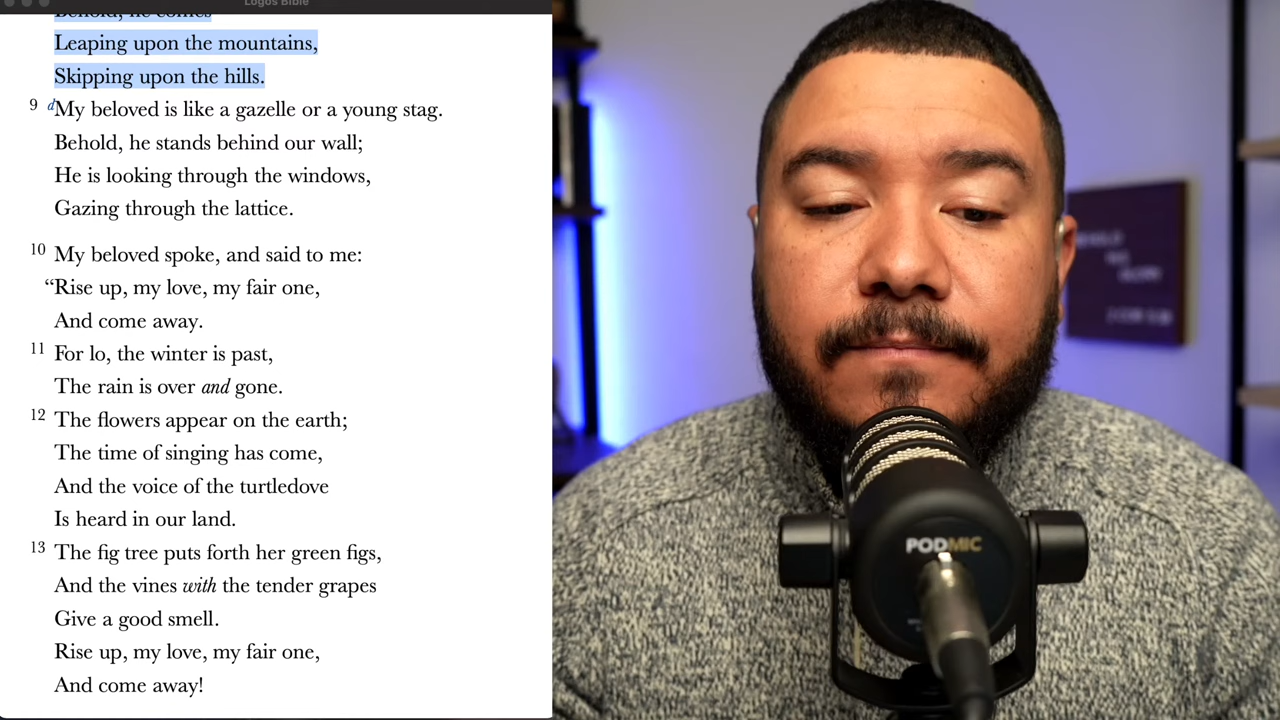 Logos Bible
Behold, he comes
Leaping upon the mountains,
Skipping upon the hills.
9 d My beloved is like a gazelle or a young stag.
Behold, he stands behind our wall;
He is looking through the windows,
Gazing through the lattice.
10 My beloved spoke, and said to me:
“Rise up, my love, my fair one,
And come away.
11 For lo, the winter is past,
The rain is over and gone.
12 The flowers appear on the earth;
The time of singing has come,
And the voice of the turtledove
Is heard in our land.
13 The fig tree puts forth her green figs,
And the vines with the tender grapes
Give a good smell.
Rise up, my love, my fair one,
And come away!
PODMIC